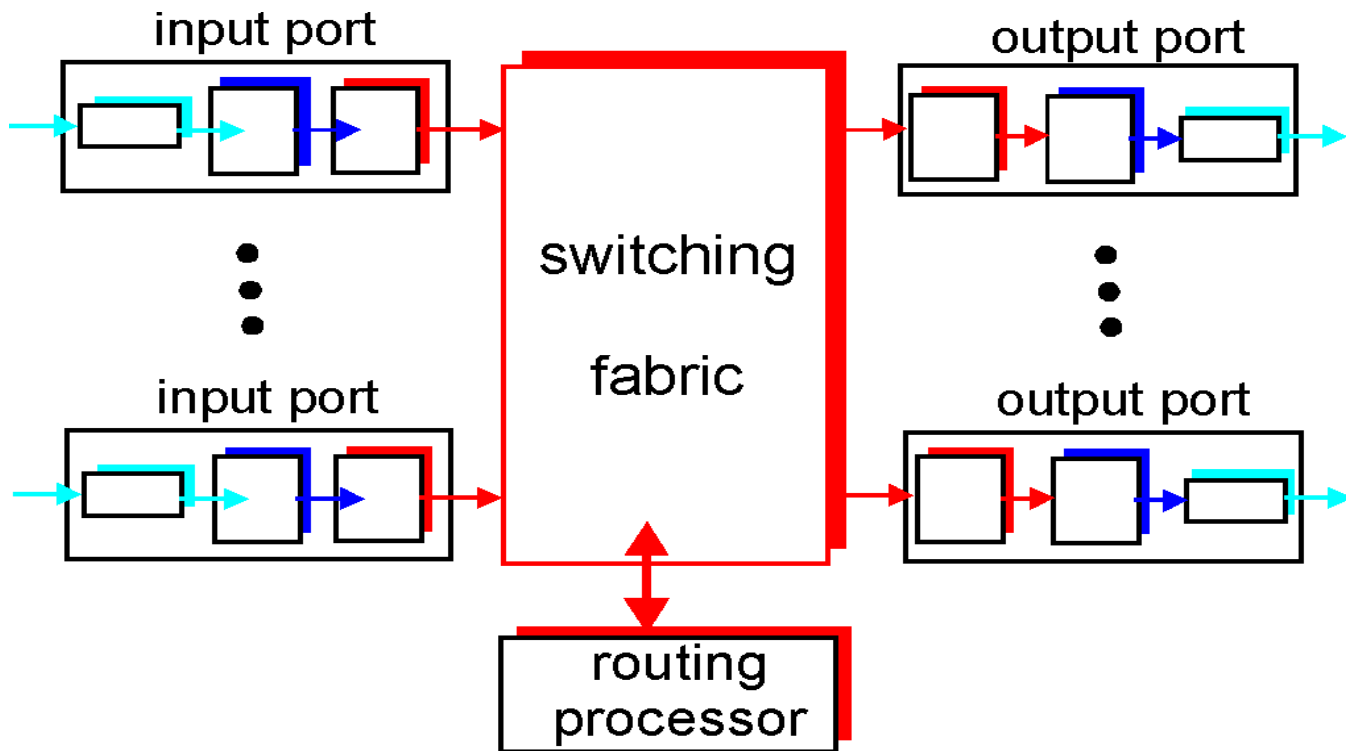 input port
output port
switching
fabric
input port
output port
routing
processor